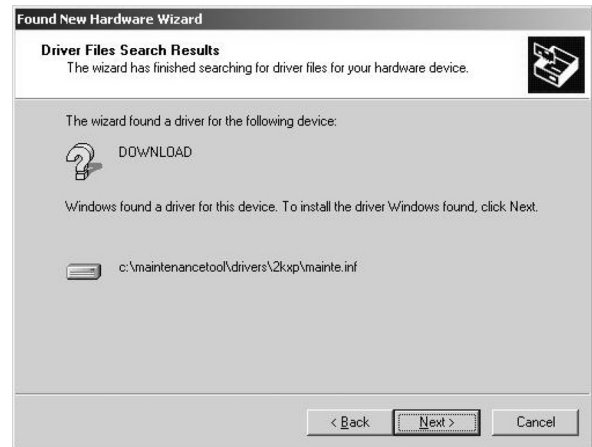 Found New Hardware Wizard
Driver Files Search Results
The wizard has finished searching for driver files for your hardware device.
The wizard found a driver for the following device:
DOWNLOAD
Windows found a driver for this device. To install the driver Windows found, click Next.
c:\maintenancetool\drivers\2kxp\mainte.inf
< Back Next > Cancel